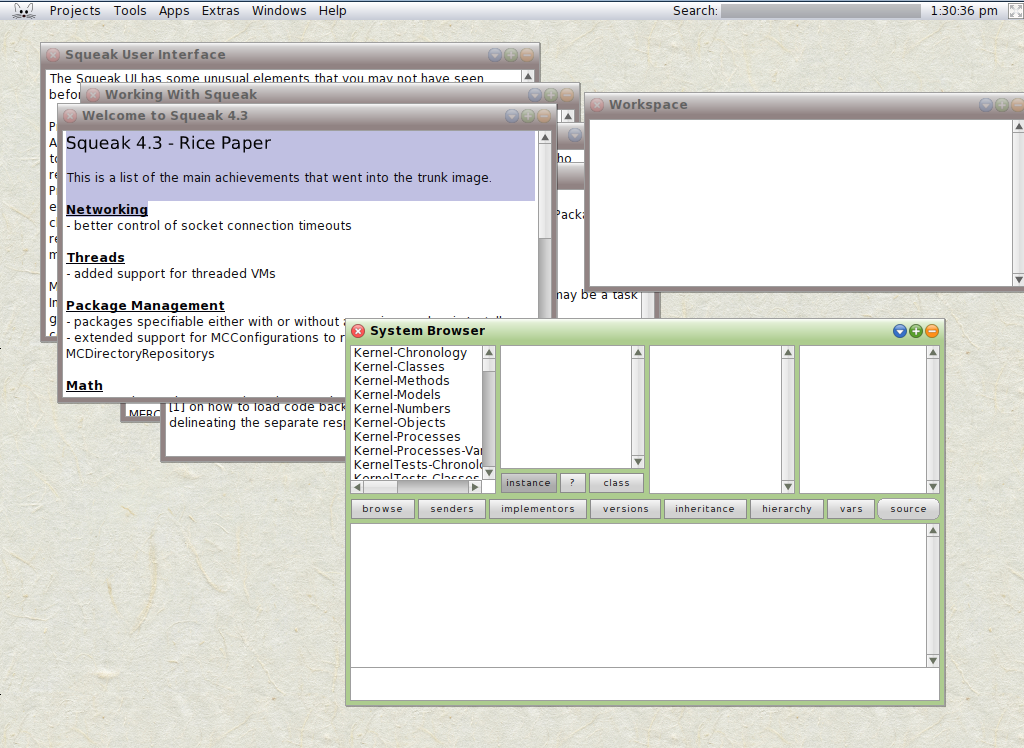 Projects Tools Apps Extras Windows Help Search: 1:30:36 pm
Squeak User Interface
The Squeak UI has some unusual elements that you may not have seen
Working With Squeak
Welcome to Squeak 4.3
Workspace
Squeak 4.3 - Rice Paper
This is a list of the main achievements that went into the trunk image.
Networking
- better control of socket connection timeouts
Threads
- added support for threaded VMs
Package Management
- packages specifiable either with or without
- extended support for MCConfigurations to
MCDirectoryRepositorys
Math
may be a task
[1] on how to load code back
delineating the separate
System Browser
Kernel-Chronology
Kernel-Classes
Kernel-Methods
Kernel-Models
Kernel-Numbers
Kernel-Objects
Kernel-Processes
Kernel-Processes-Var
KernelTests-Chronolo
KernelTests-Classes
instance ? class
browse senders implementors versions inheritance hierarchy vars source